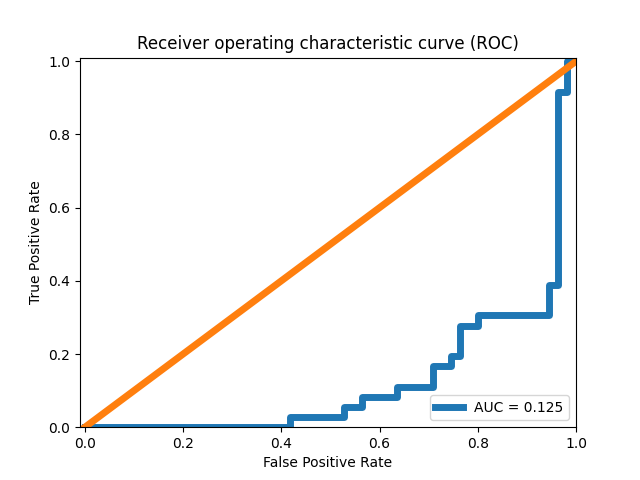 Receiver operating characteristic curve (ROC)
True Positive Rate
1.0
0.8
0.6
0.4
0.2
0.0
0.0 0.2 0.4 0.6 0.8 1.0
False Positive Rate
AUC = 0.125